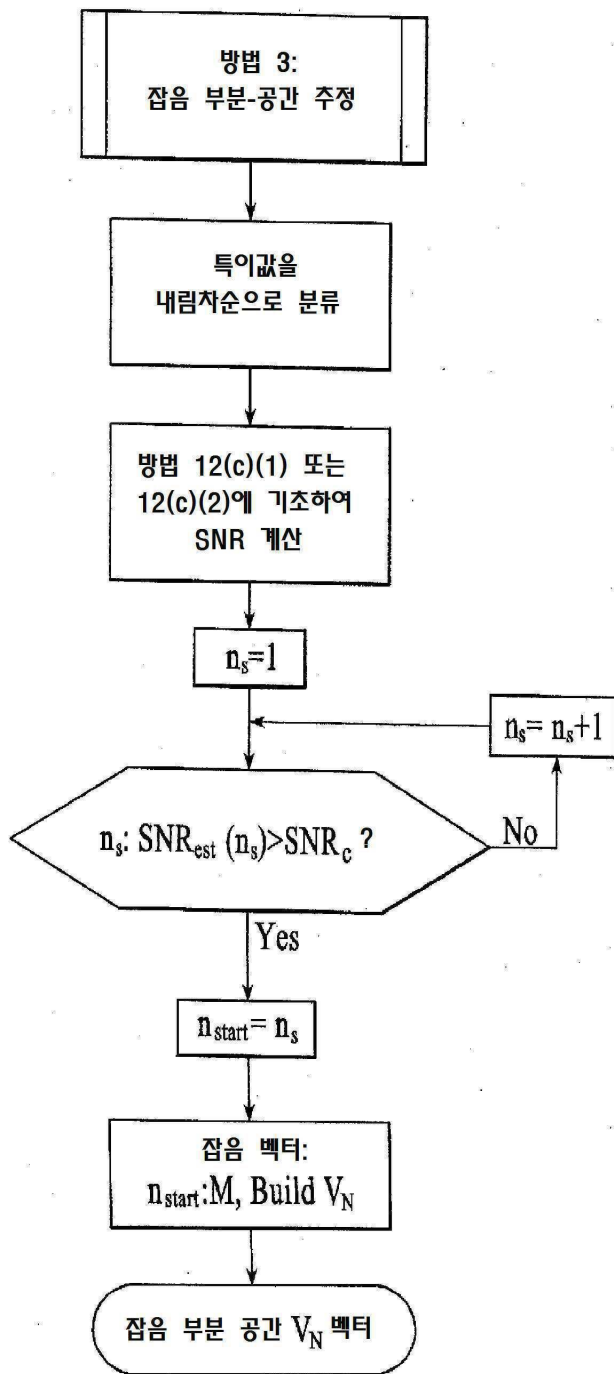 방법 3:
잡음 부분-공간 추정
특이값을
내림차순으로 분류
방법 12(c)(1) 또는
12(c)(2)에 기초하여
SNR 계산
nₛ=1
nₛ= nₛ+1
nₛ: SNRest (nₛ)>SNRc ?
No
Yes
nstart= nₛ
잡음 벡터:
nstart:M, Build VN
잡음 부분 공간 VN 벡터